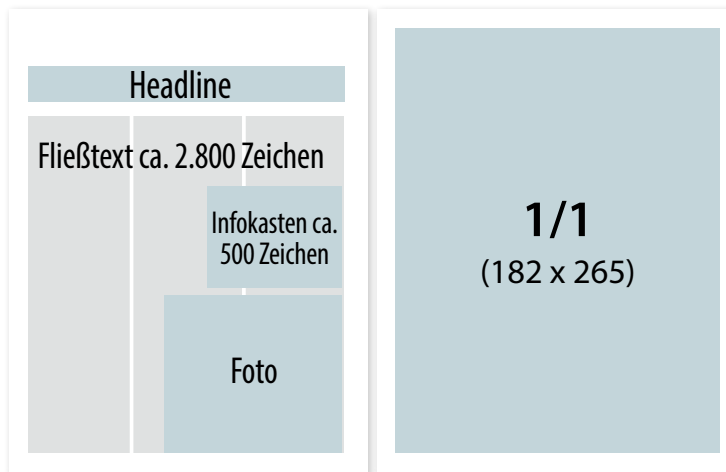 Headline
Fließtext ca. 2.800 Zeichen
Infokasten ca.
500 Zeichen
Foto
1/1
(182 x 265)